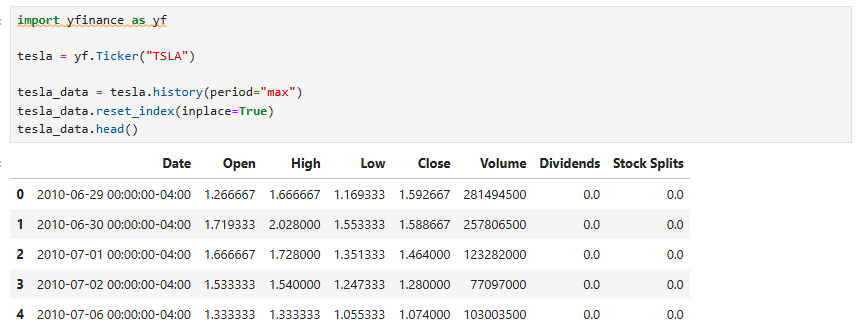 import yfinance as yf
tesla = yf.Ticker("TSLA")
tesla_data = tesla.history(period="max")
tesla_data.reset_index(inplace=True)
tesla_data.head()
Date Open High Low Close Volume Dividends Stock Splits
0 2010-06-29 00:00:00-04:00 1.266667 1.666667 1.169333 1.592667 281494500 0.0 0.0
1 2010-06-30 00:00:00-04:00 1.719333 2.028000 1.553333 1.588667 257806500 0.0 0.0
2 2010-07-01 00:00:00-04:00 1.666667 1.728000 1.351333 1.464000 123282000 0.0 0.0
3 2010-07-02 00:00:00-04:00 1.533333 1.540000 1.247333 1.280000 77097000 0.0 0.0
4 2010-07-06 00:00:00-04:00 1.333333 1.333333 1.055333 1.074000 103003500 0.0 0.0